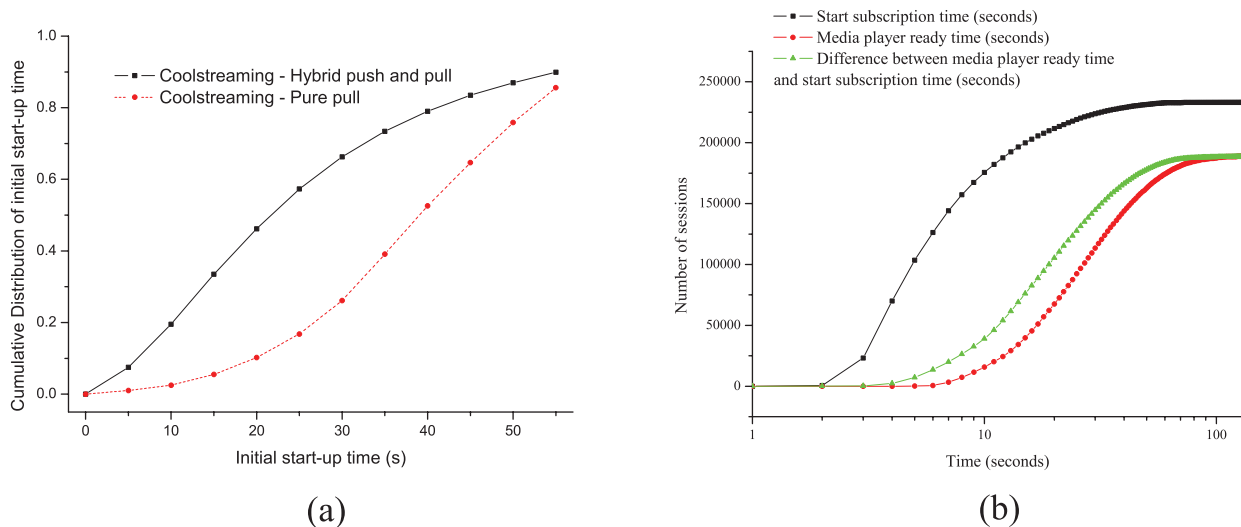 Coolstreaming - Hybrid push and pull
Coolstreaming - Pure pull
Cumulative Distribution of initial start-up time
1.0
0.8
0.6
0.4
0.2
0.0
0
10
20
30
40
50
Initial start-up time (s)
(a)
Start subscription time (seconds)
Media player ready time (seconds)
Difference between media player ready time
and start subscription time (seconds)
Number of sessions
250000
200000
150000
100000
50000
0
1
10
100
Time (seconds)
(b)